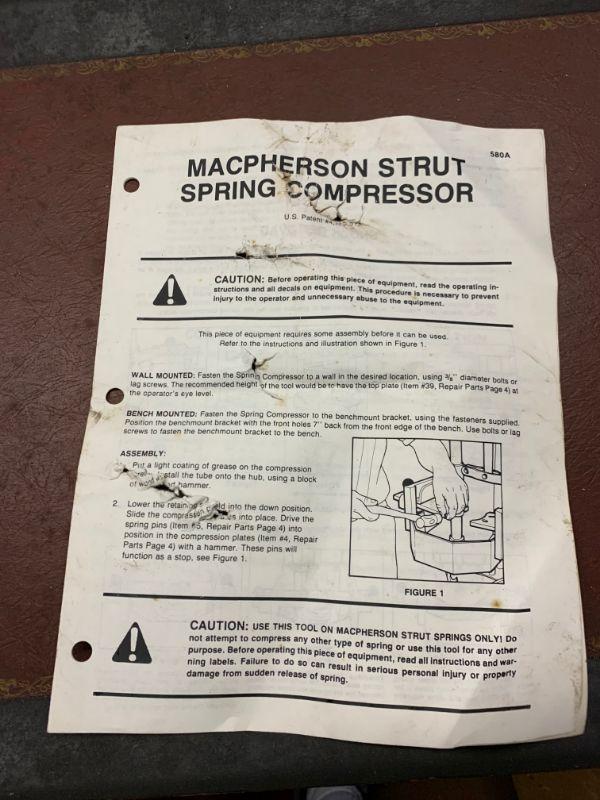 580A
MACPHERSON STRUT
SPRING COMPRESSOR
U.S. Patent
CAUTION: Before operating this piece of equipment, read the operating in-
structions and all decals on equipment. This procedure is necessary to prevent
injury to the operator and unnecessary abuse to the equipment.
This piece of equipment requires some assembly before it can be used.
Refer to the instructions and illustration shown in Figure 1.
WALL MOUNTED: Fasten the Spring Compressor to a wall in the desired location, using 3/8" diameter bolts or
lag screws. The recommended height of the tool would be to have the top plate (Item #39, Repair Parts Page 4) at
the operator's eye level.
BENCH MOUNTED: Fasten the Spring Compressor to the benchmount bracket, using the fasteners supplied.
Position the benchmount bracket with the front holes 7" back from the front edge of the bench. Use bolts or lag
screws to fasten the benchmount bracket to the bench.
ASSEMBLY:
Put a light coating of grease on the compression
install the tube onto the hub, using a block
of wood hammer.
2. Lower the retaining into the down position.
Slide the compression into place. Drive the
spring pins (Item #5, Repair Parts Page 4) into
position in the compression plates (Item #4, Repair
Parts Page 4) with a hammer. These pins will
function as a stop, see Figure 1.
FIGURE 1
CAUTION: USE THIS TOOL ON MACPHERSON STRUT SPRINGS ONLY! Do
not attempt to compress any other type of spring or use this tool for any other
purpose. Before operating this piece of equipment, read all instructions and war-
ning labels. Failure to do so can result in serious personal injury or property
damage from sudden release of spring.